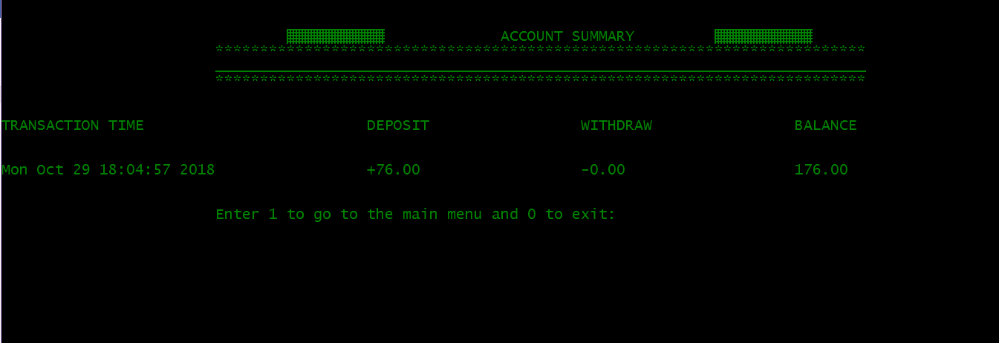 ACCOUNT SUMMARY
*************************************************************************
*************************************************************************
TRANSACTION TIME DEPOSIT WITHDRAW BALANCE
Mon Oct 29 18:04:57 2018 +76.00 -0.00 176.00
Enter 1 to go to the main menu and 0 to exit: